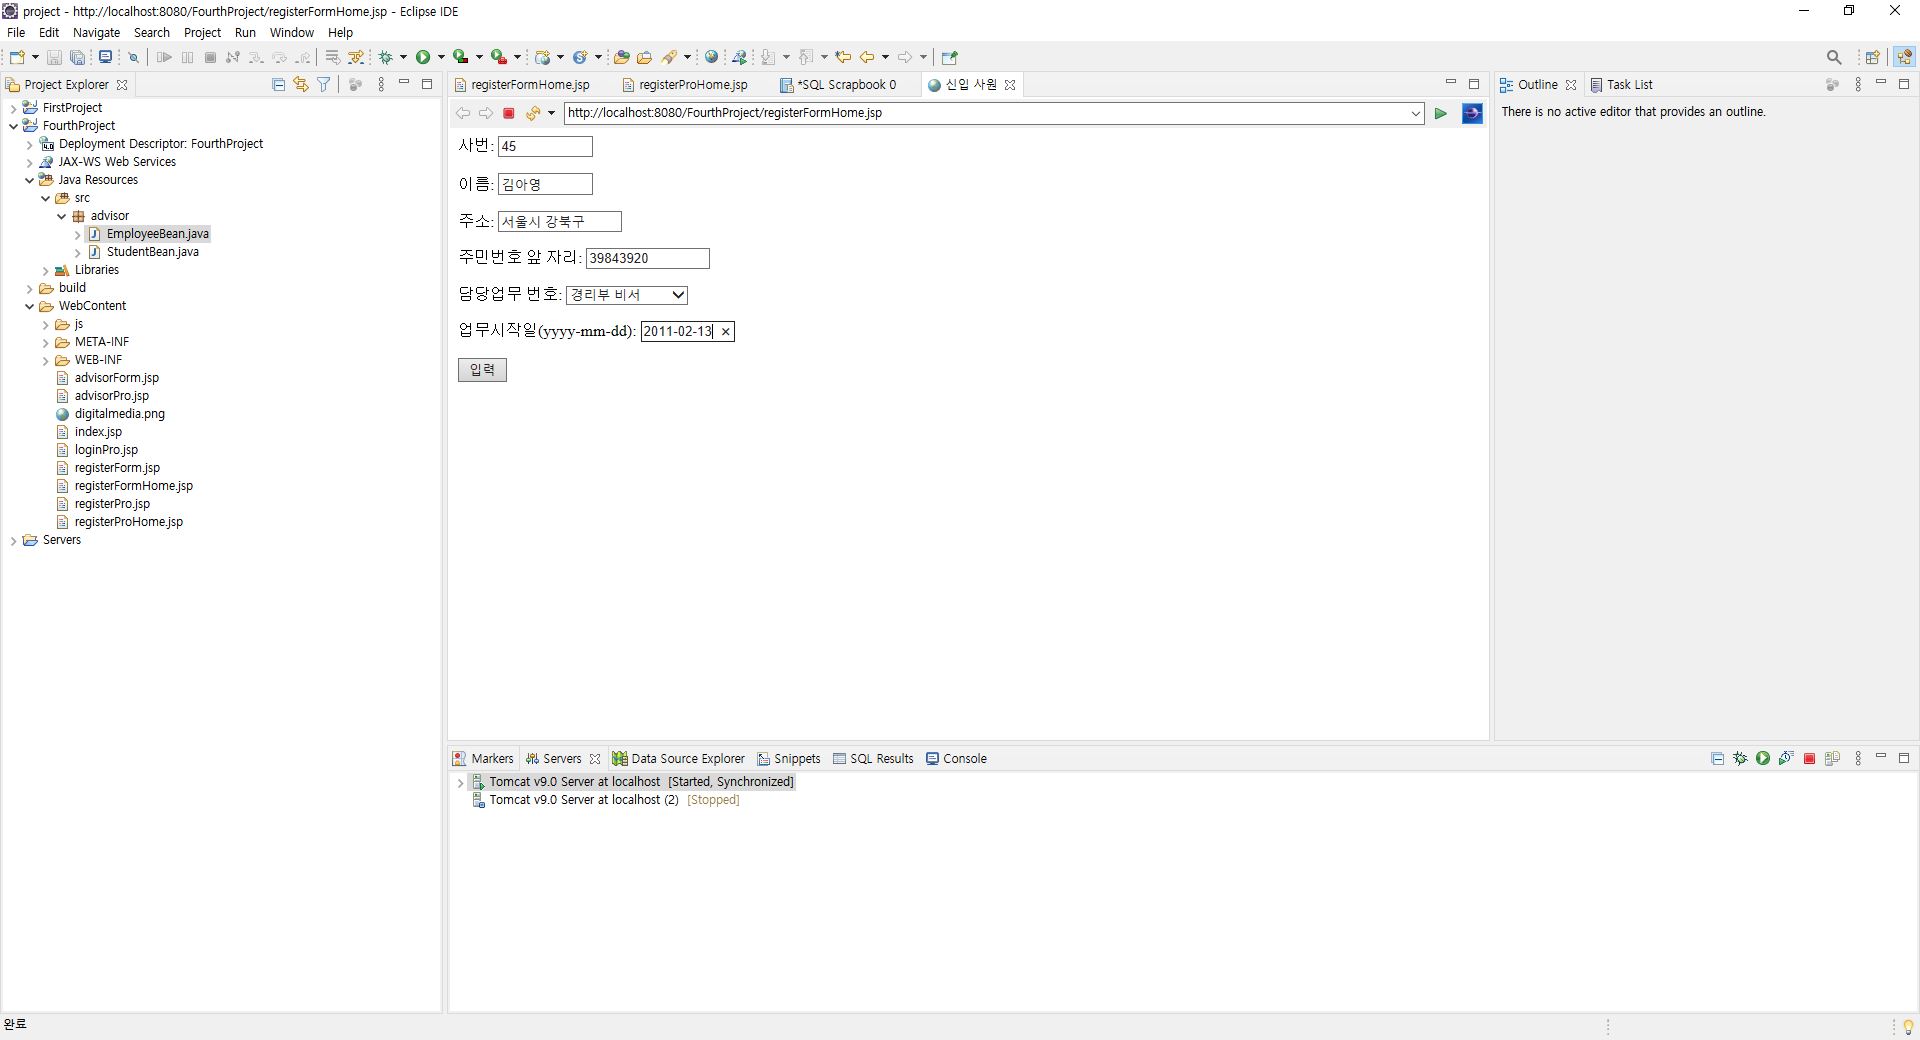 project - http://localhost:8080/FourthProject/registerFormHome.jsp - Eclipse IDE
File Edit Navigate Search Project Run Window Help
Project Explorer
FirstProject
FourthProject
Deployment Descriptor: FourthProject
JAX-WS Web Services
Java Resources
src
advisor
EmployeeBean.java
StudentBean.java
Libraries
build
WebContent
js
META-INF
WEB-INF
advisorForm.jsp
advisorPro.jsp
digitalmedia.png
index.jsp
loginPro.jsp
registerForm.jsp
registerFormHome.jsp
registerPro.jsp
registerProHome.jsp
Servers
registerFormHome.jsp registerProHome.jsp *SQL Scrapbook 0 신입 사원
http://localhost:8080/FourthProject/registerFormHome.jsp
사번: 45
이름: 김아영
주소: 서울시 강북구
주민번호 앞 자리: 39843920
담당업무 번호: 경리부 비서
업무시작일(yyyy-mm-dd): 2011-02-13
입력
Outline Task List
There is no active editor that provides an outline.
Markers Servers Data Source Explorer Snippets SQL Results Console
Tomcat v9.0 Server at localhost [Started, Synchronized]
Tomcat v9.0 Server at localhost (2) [Stopped]
완료